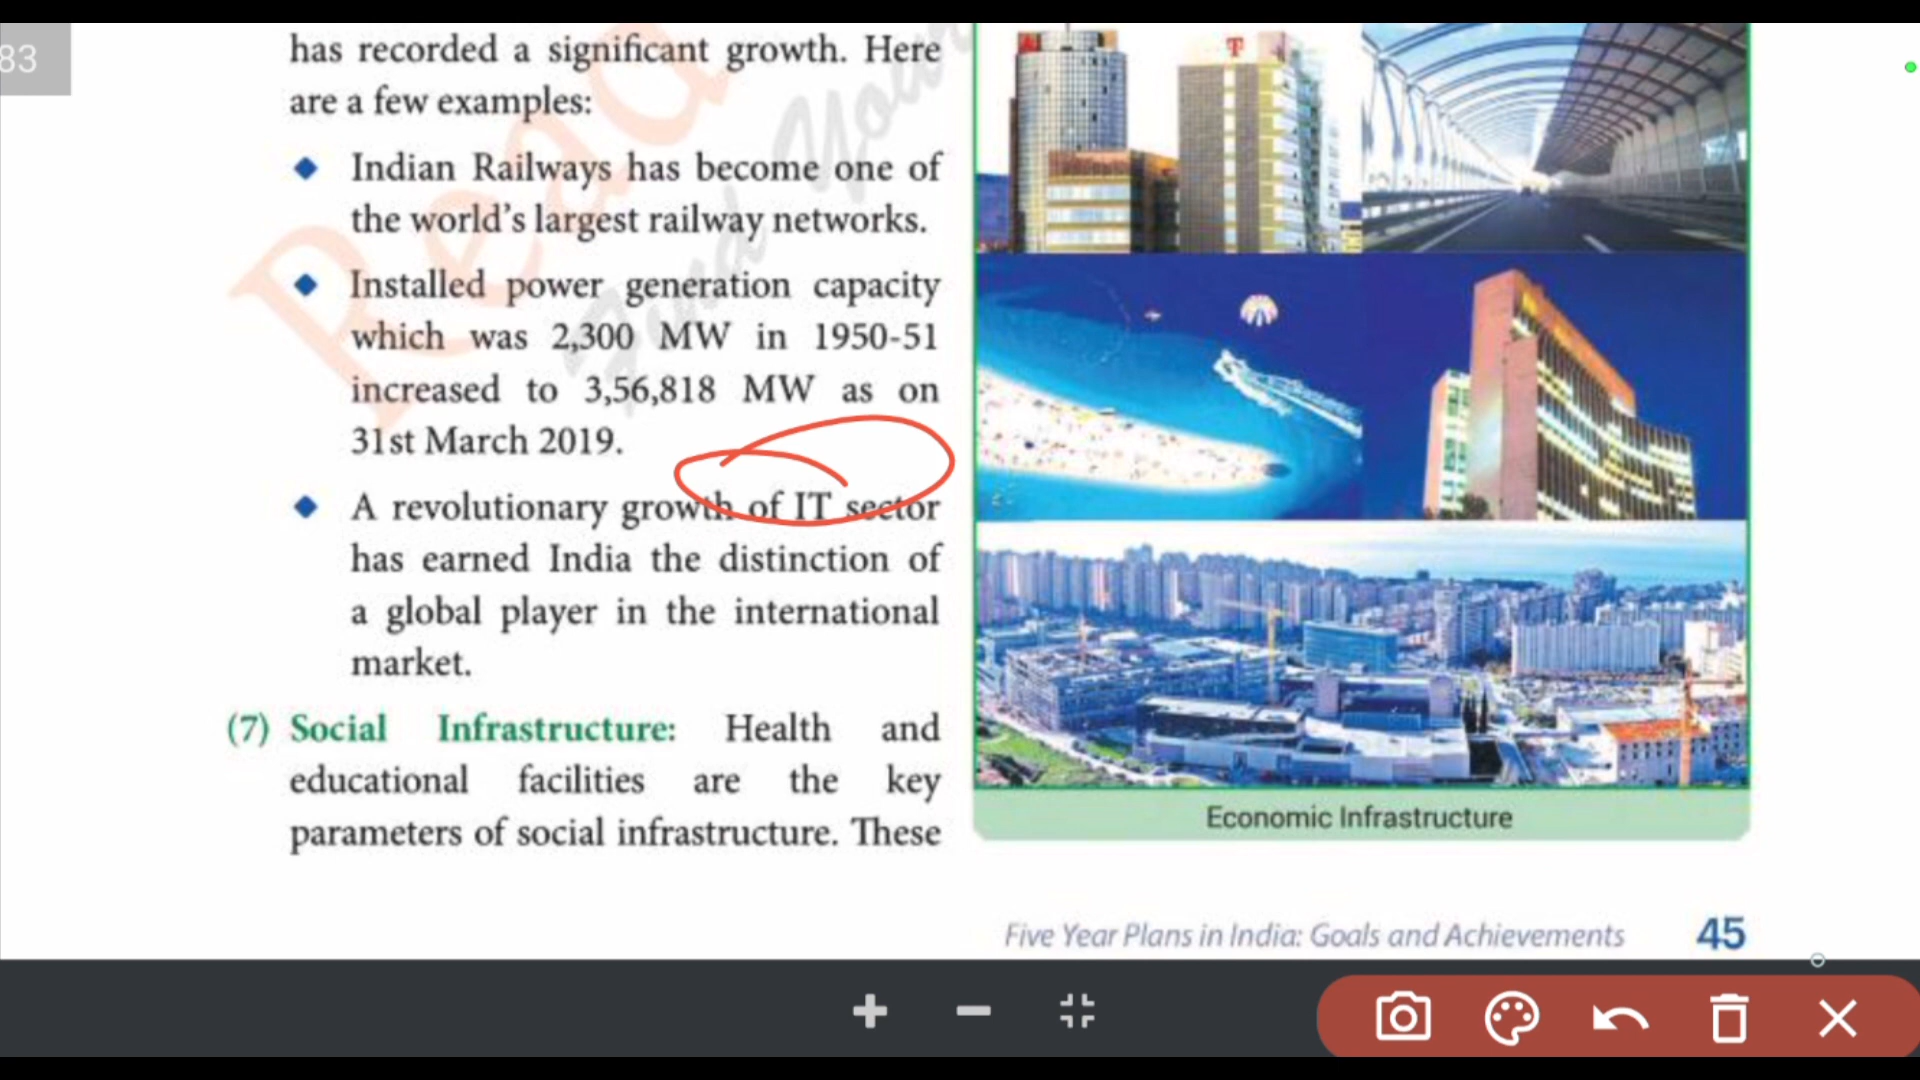 83
has recorded a significant growth. Here
are a few examples:
Indian Railways has become one of
the world's largest railway networks.
Installed power generation capacity
which was 2,300 MW in 1950-51
increased to 3,56,818 MW as on
31st March 2019.
A revolutionary growth of IT sector
has earned India the distinction of
a global player in the international
market.
(7) Social Infrastructure: Health and
educational facilities are the key
parameters of social infrastructure. These
T
Economic Infrastructure
Five Year Plans in India: Goals and Achievements 45